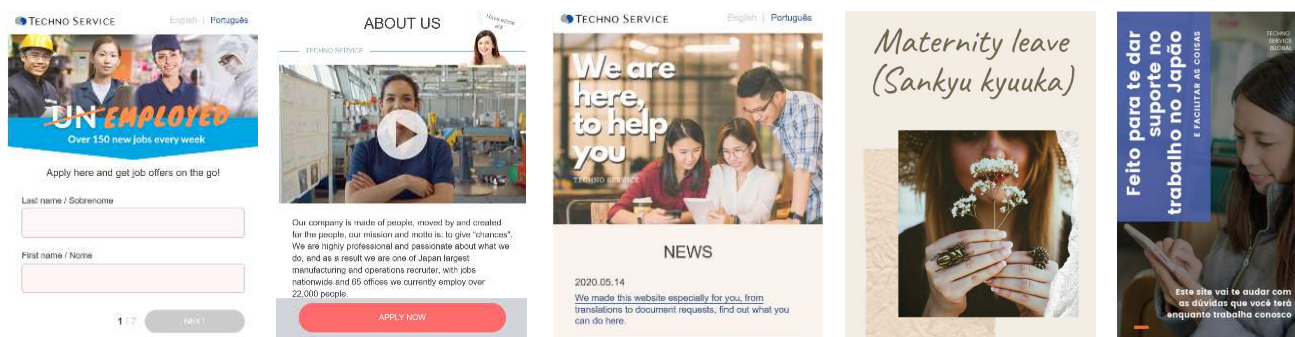 TECHNO SERVICE
English | Português
UNEMPLOYED
Over 150 new jobs every week
Apply here and get job offers on the go!
Last name / Sobrenome
First name / Nome
1 / 7
NEXT
ABOUT US
TECHNO SERVICE
Our company is made of people, moved by and created
for the people, our mission and motto is: to give "chances".
We are highly professional and passionate about what we
do, and as a result we are one of Japan largest
manufacturing and operations recruiter, with jobs
nationwide and 65 offices we currently employ over
22,000 people.
APPLY NOW
TECHNO SERVICE
English | Português
We are
here,
to help
you
TECHNO SERVICE
NEWS
2020.05.14
We made this website especially for you, from
translations to document requests, find out what you
can do here.
Maternity leave
(Sankyu kyuuka)
Feito para te dar
suporte no
trabalho no Japão
E FACILITAR AS COISAS
TECHNO
SERVICE
GLOBAL
Este site vai te audar com
as dúvidas que você terá
enquanto trabalha conosco